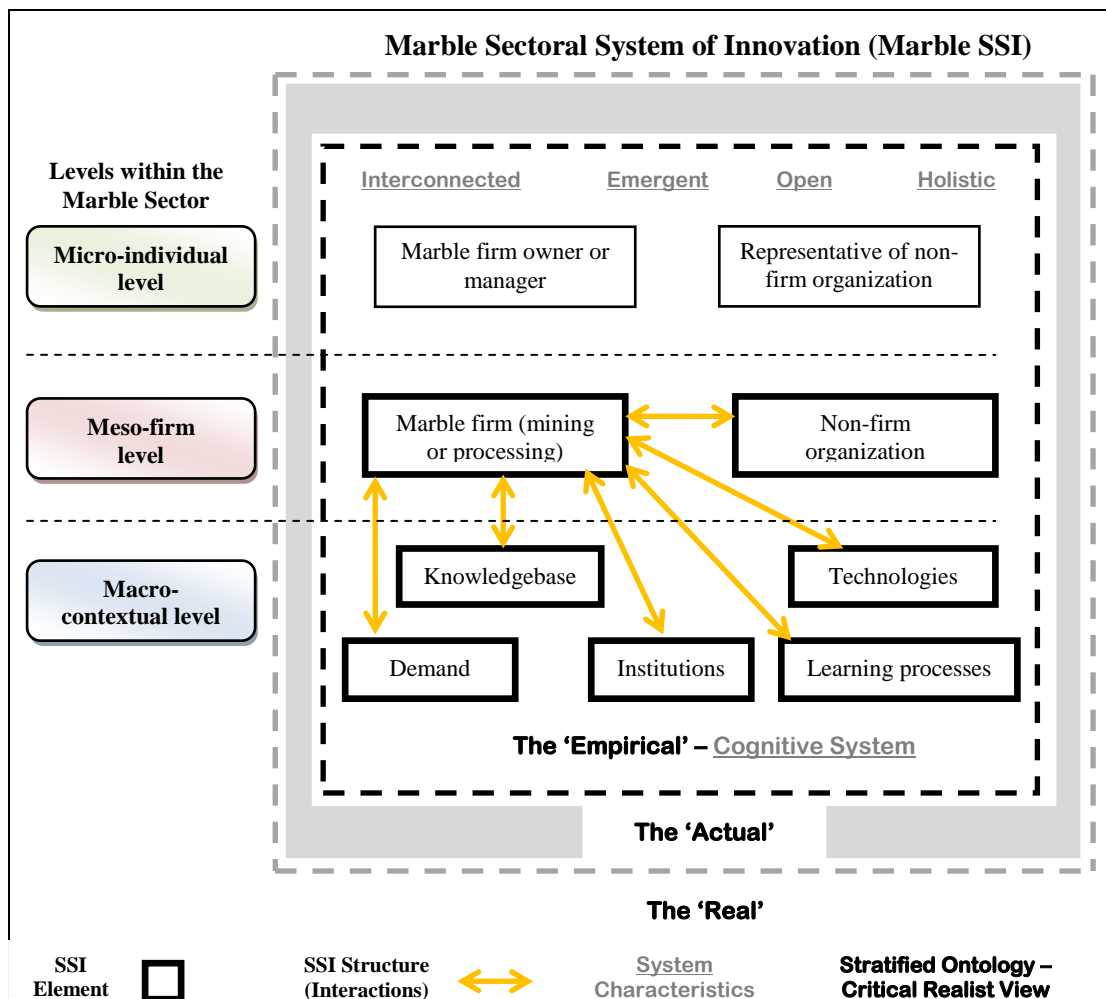 Marble Sectoral System of Innovation (Marble SSI)
Levels within the
Marble Sector
Interconnected
Emergent
Open
Holistic
Micro-individual
level
Marble firm owner or
manager
Representative of non-
firm organization
Meso-firm
level
Marble firm (mining
or processing)
Non-firm
organization
Macro-
contextual level
Knowledgebase
Technologies
Demand
Institutions
Learning processes
The ‘Empirical’ – Cognitive System
The ‘Actual’
The ‘Real’
SSI
Element
SSI Structure
(Interactions)
System
Characteristics
Stratified Ontology –
Critical Realist View